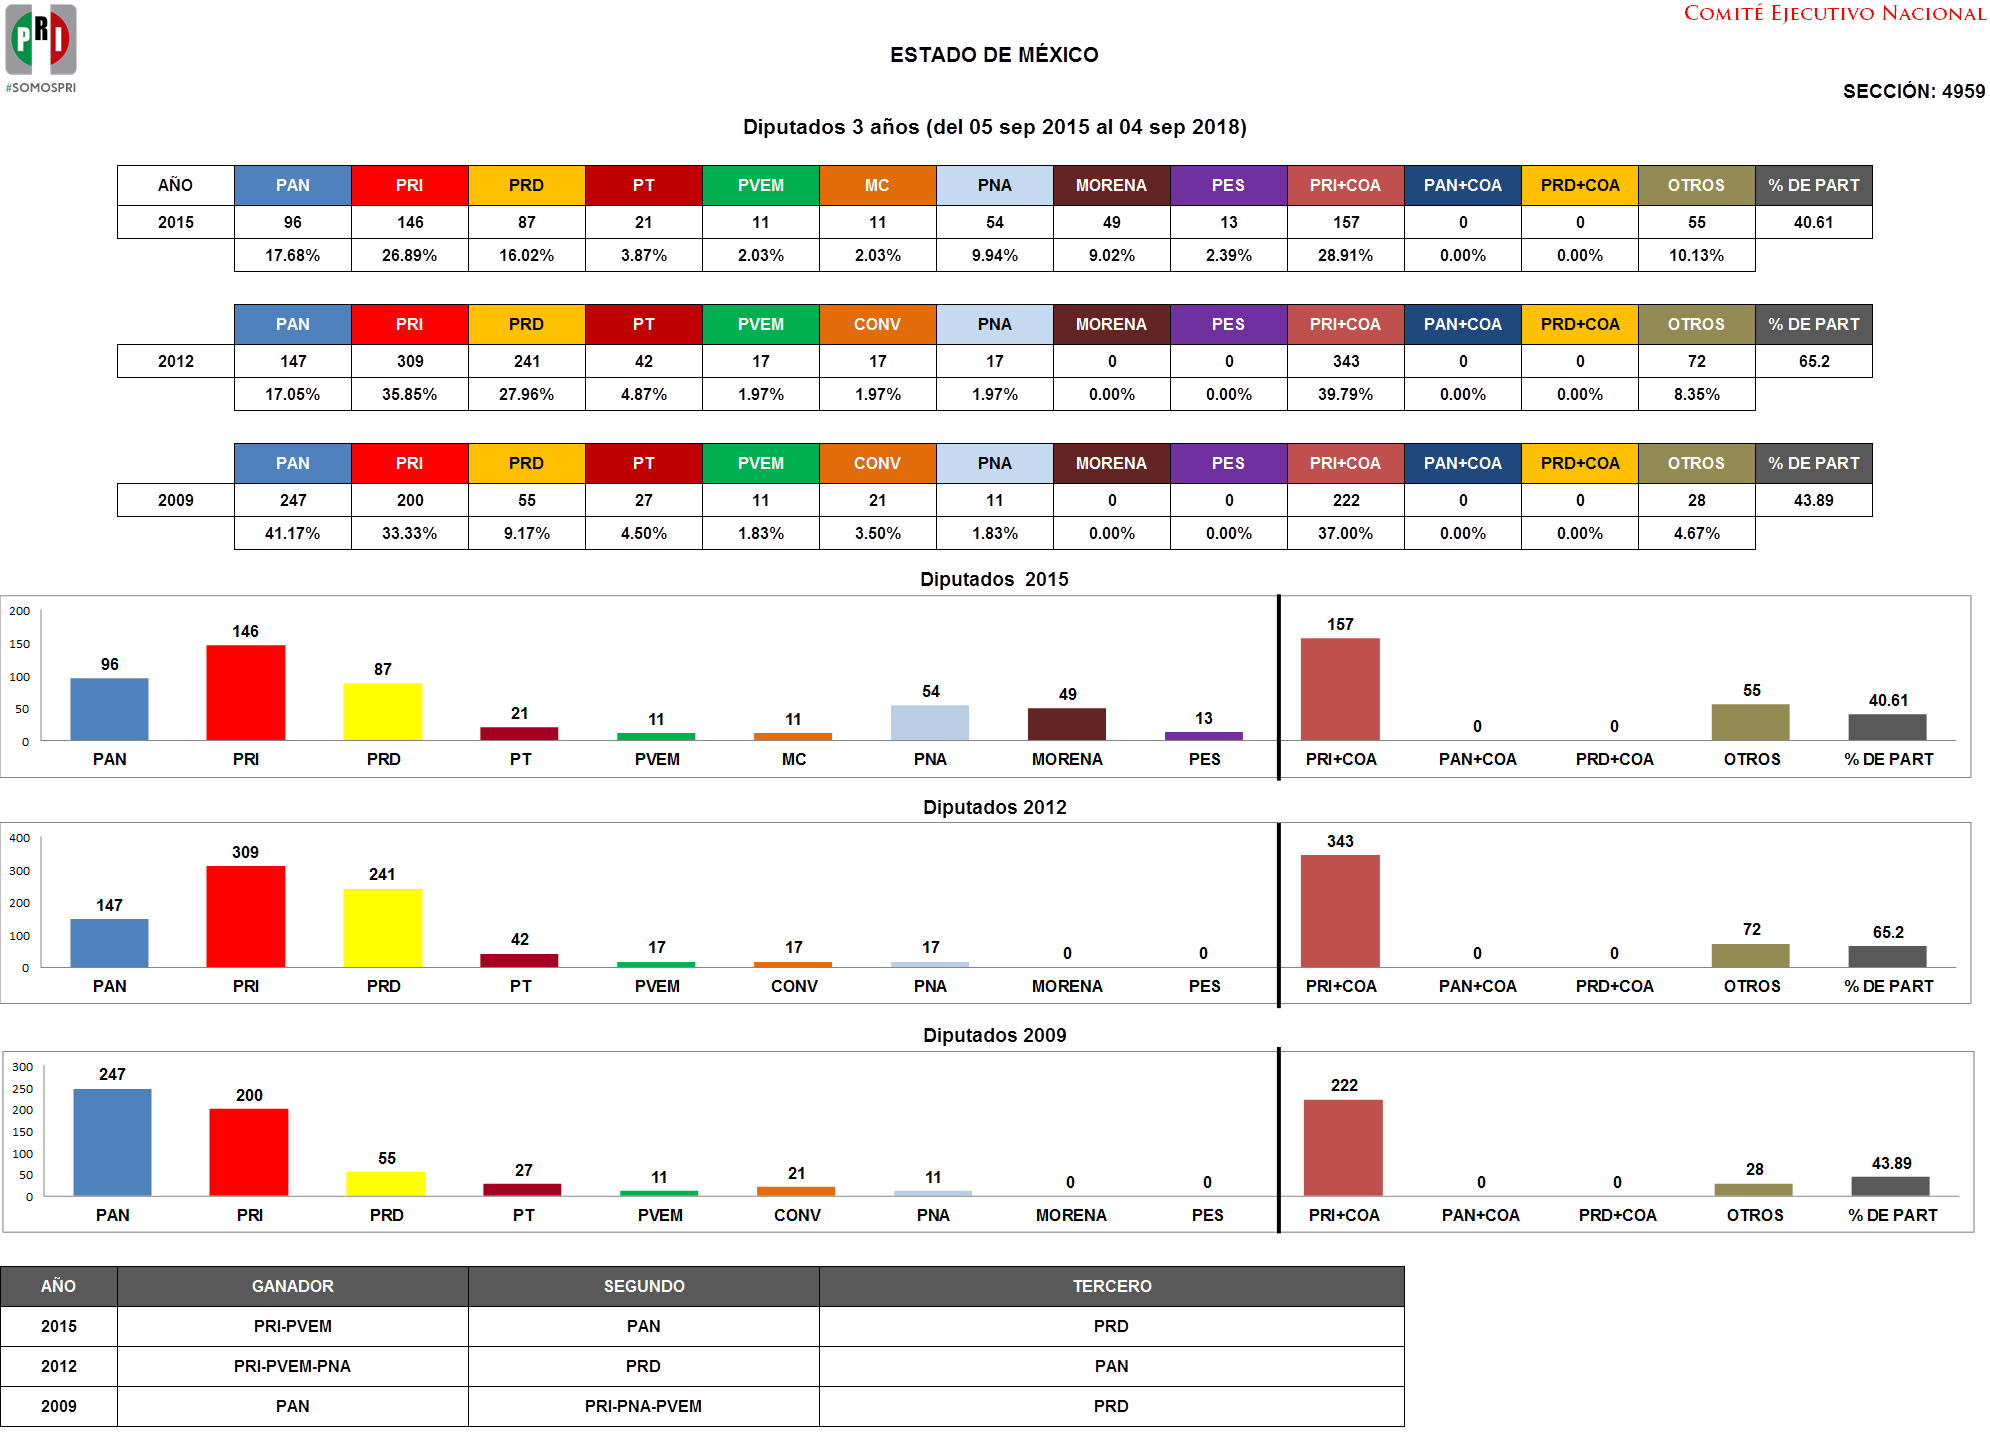 PRI
#SOMOSPRI
COMITÉ EJECUTIVO NACIONAL
ESTADO DE MÉXICO
SECCIÓN: 4959
Diputados 3 años (del 05 sep 2015 al 04 sep 2018)
AÑO PAN PRI PRD PT PVEM MC PNA MORENA PES PRI+COA PAN+COA PRD+COA OTROS % DE PART
2015 96 146 87 21 11 11 54 49 13 157 0 0 55 40.61
17.68% 26.89% 16.02% 3.87% 2.03% 2.03% 9.94% 9.02% 2.39% 28.91% 0.00% 0.00% 10.13%
PAN PRI PRD PT PVEM CONV PNA MORENA PES PRI+COA PAN+COA PRD+COA OTROS % DE PART
2012 147 309 241 42 17 17 17 0 0 343 0 0 72 65.2
17.05% 35.85% 27.96% 4.87% 1.97% 1.97% 1.97% 0.00% 0.00% 39.79% 0.00% 0.00% 8.35%
PAN PRI PRD PT PVEM CONV PNA MORENA PES PRI+COA PAN+COA PRD+COA OTROS % DE PART
2009 247 200 55 27 11 21 11 0 0 222 0 0 28 43.89
41.17% 33.33% 9.17% 4.50% 1.83% 3.50% 1.83% 0.00% 0.00% 37.00% 0.00% 0.00% 4.67%
Diputados 2015
200
150
100
50
0
96 146 87 21 11 11 54 49 13 157 0 0 55 40.61
PAN PRI PRD PT PVEM MC PNA MORENA PES PRI+COA PAN+COA PRD+COA OTROS % DE PART
Diputados 2012
400
300
200
100
0
147 309 241 42 17 17 17 0 0 343 0 0 72 65.2
PAN PRI PRD PT PVEM CONV PNA MORENA PES PRI+COA PAN+COA PRD+COA OTROS % DE PART
Diputados 2009
300
250
200
150
100
50
0
247 200 55 27 11 21 11 0 0 222 0 0 28 43.89
PAN PRI PRD PT PVEM CONV PNA MORENA PES PRI+COA PAN+COA PRD+COA OTROS % DE PART
AÑO GANADOR SEGUNDO TERCERO
2015 PRI-PVEM PAN PRD
2012 PRI-PVEM-PNA PRD PAN
2009 PAN PRI-PNA-PVEM PRD